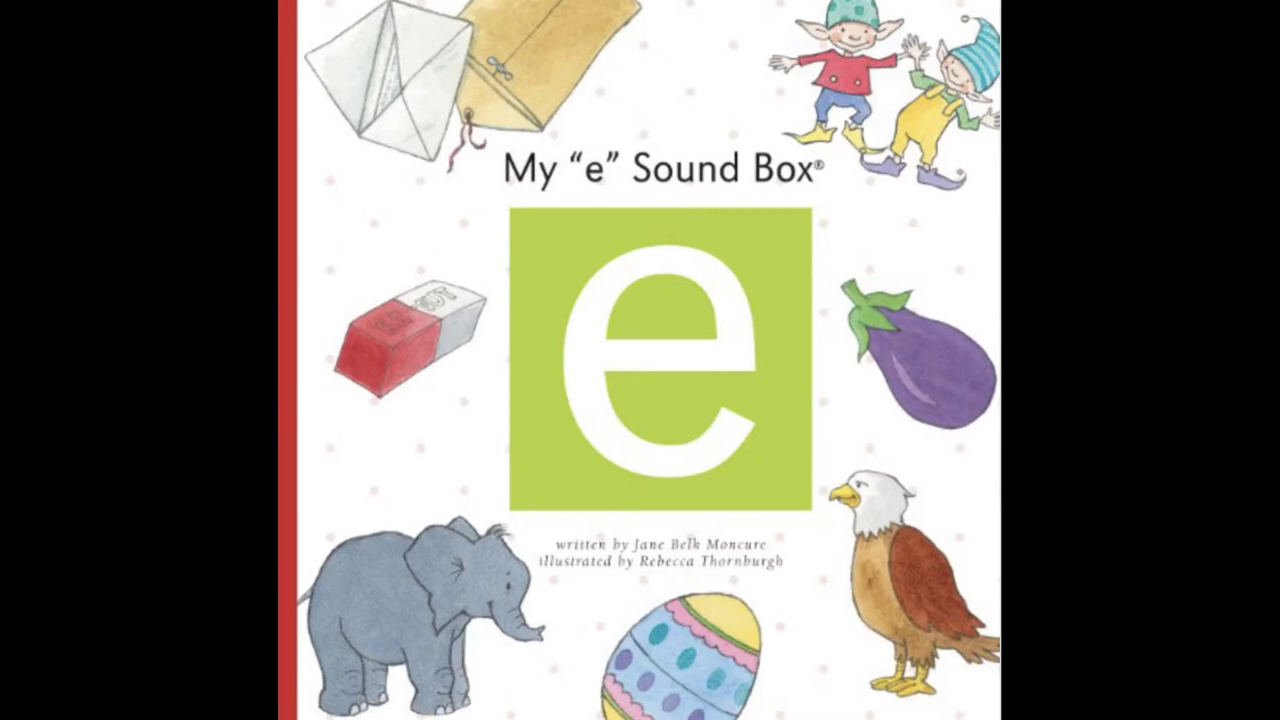 My “e” Sound Box®
e
written by Jane Belk Moncure
illustrated by Rebecca Thornburgh